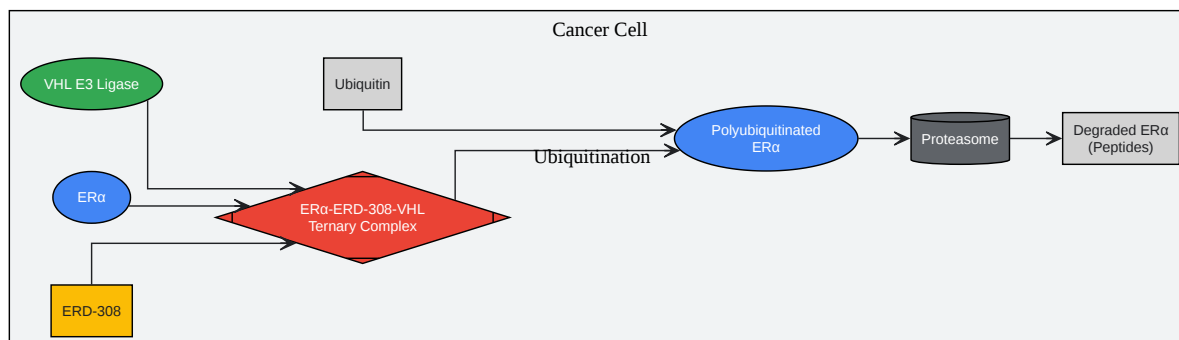 Cancer Cell
VHL E3 Ligase
Ubiquitin
Polyubiquitinated
ERα
Proteasome
Degraded ERα
(Peptides)
Ubiquitination
ERα
ERα-ERD-308-VHL
Ternary Complex
ERD-308